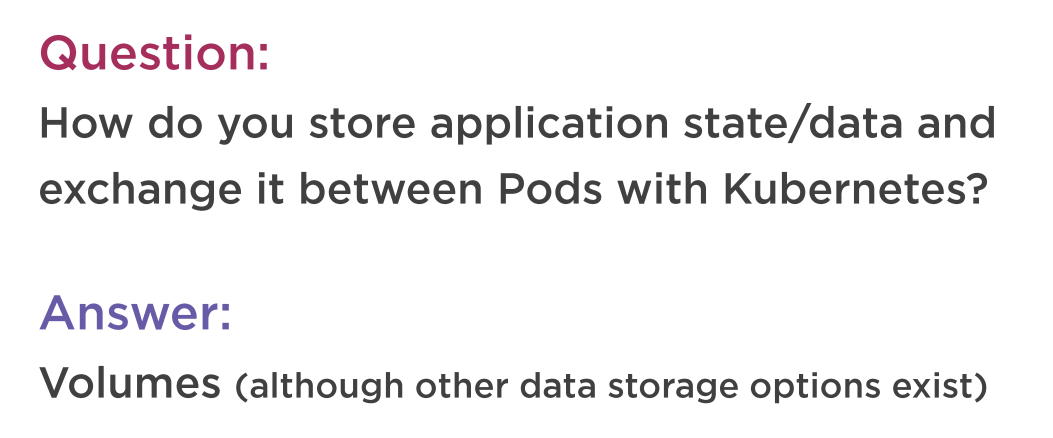 Question:
How do you store application state/data and
exchange it between Pods with Kubernetes?
Answer:
Volumes (although other data storage options exist)